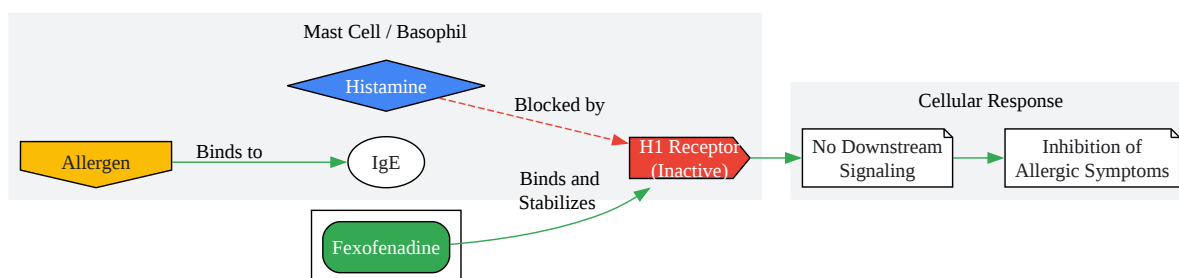 Mast Cell / Basophil
Histamine
Blocked by
Allergen
Binds to
IgE
H1 Receptor
(Inactive)
Binds and
Stabilizes
Fexofenadine
Cellular Response
No Downstream
Signaling
Inhibition of
Allergic Symptoms